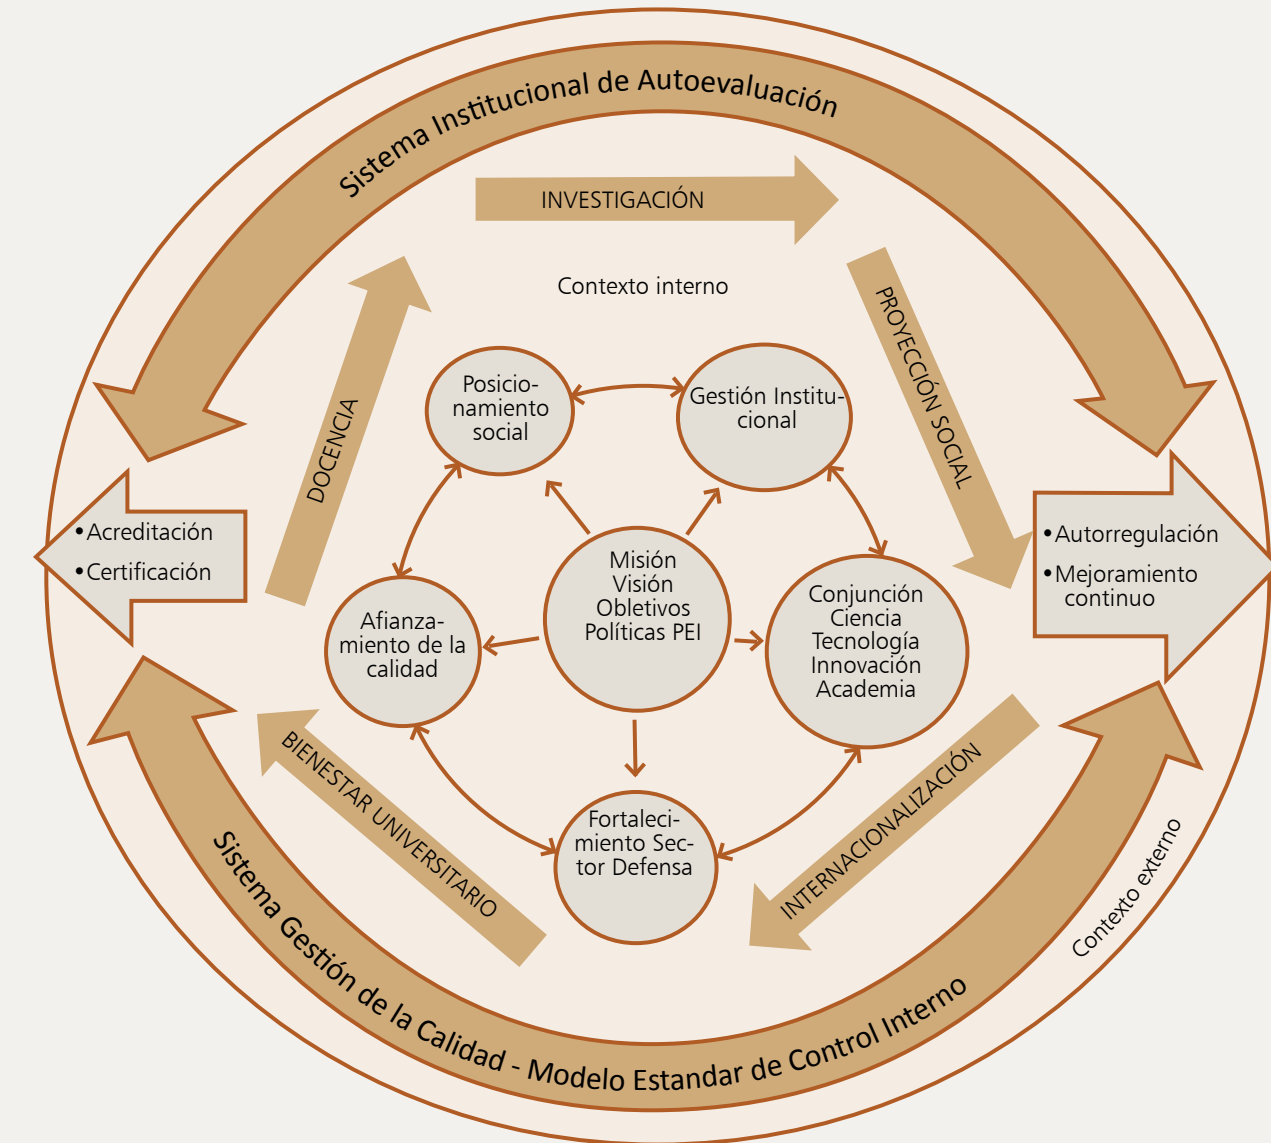 Sistema Institucional de Autoevaluación
INVESTIGACIÓN
Contexto interno
DOCENCIA
PROYECCIÓN SOCIAL
Posicio-
namiento
social
Gestión Institu-
cional
•Acreditación
•Certificación
Misión
Visión
Obletivos
Políticas PEI
•Autorregulación
•Mejoramiento
continuo
Afianza-
miento de la
calidad
Conjunción
Ciencia
Tecnología
Innovación
Academia
Fortaleci-
miento Sec-
tor Defensa
BIENESTAR UNIVERSITARIO
INTERNACIONALIZACIÓN
Contexto externo
Sistema Gestión de la Calidad - Modelo Estandar de Control Interno